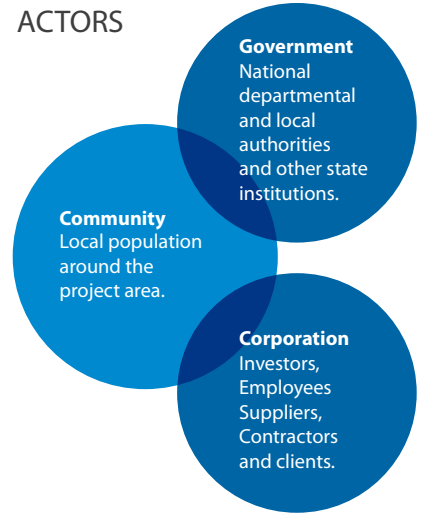 ACTORS
Government
National
departmental
and local
authorities
and other state
institutions.
Community
Local population
around the
project area.
Corporation
Investors,
Employees
Suppliers,
Contractors
and clients.